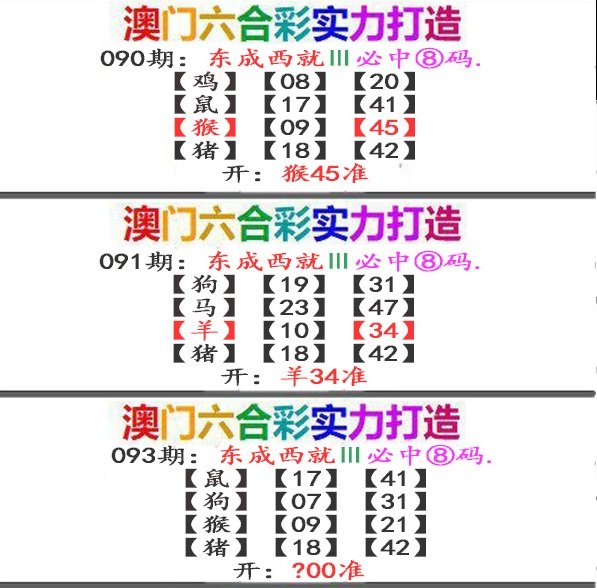 澳门六合彩实力打造
090期：东成西就III必中⑧码.
【鸡】【08】【20】
【鼠】【17】【41】
【猴】【09】【45】
【猪】【18】【42】
开：猴45准
澳门六合彩实力打造
091期：东成西就III必中⑧码.
【狗】【19】【31】
【马】【23】【47】
【羊】【10】【34】
【猪】【18】【42】
开：羊34准
澳门六合彩实力打造
093期：东成西就III必中⑧码.
【鼠】【17】【41】
【狗】【07】【31】
【猴】【09】【21】
【猪】【18】【42】
开：?00准